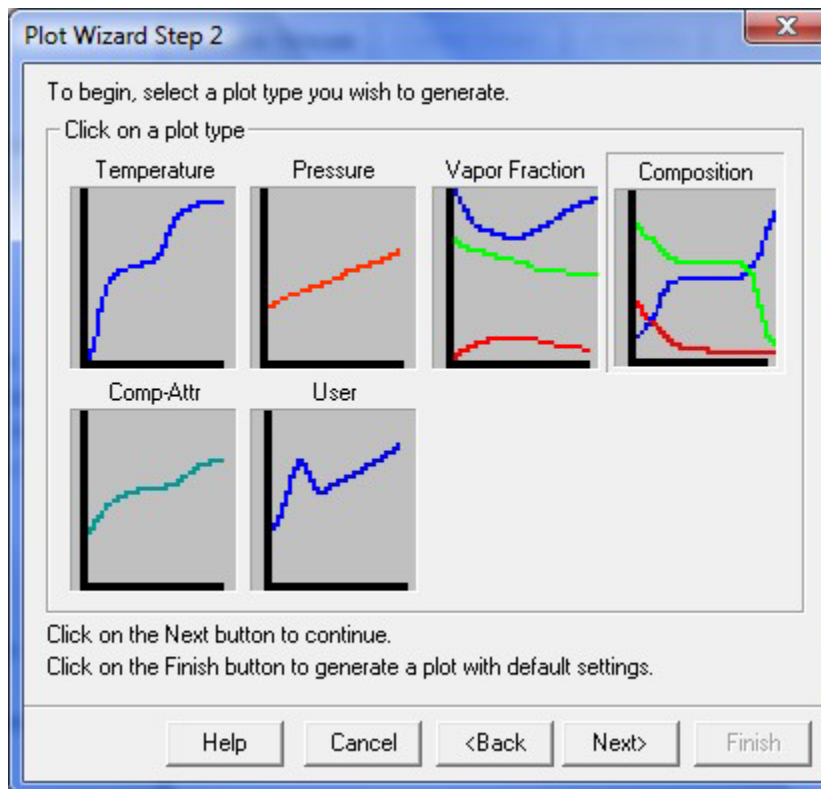 Plot Wizard Step 2
To begin, select a plot type you wish to generate.
Click on a plot type
Temperature Pressure Vapor Fraction Composition
Comp-Attr User
Click on the Next button to continue.
Click on the Finish button to generate a plot with default settings.
Help Cancel <Back Next> Finish